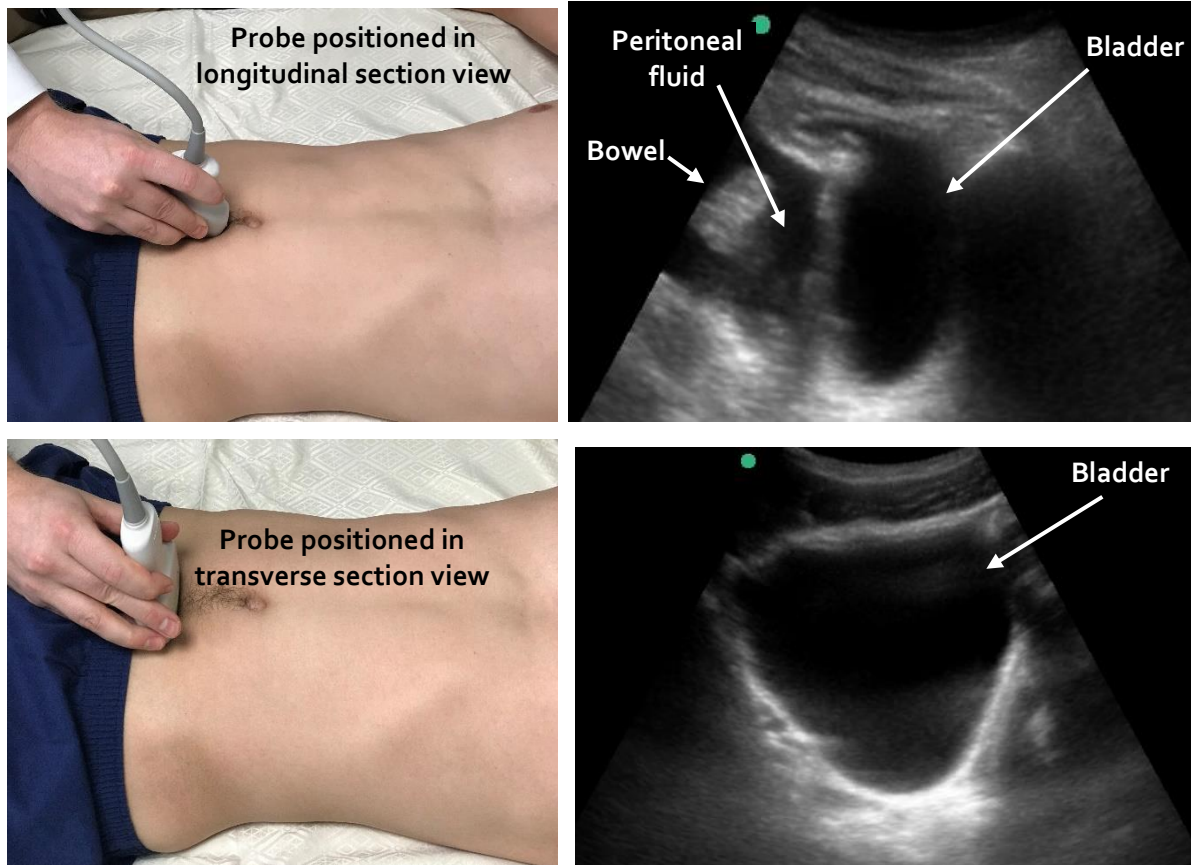 Probe positioned in
longitudinal section view
Peritoneal
fluid
Bladder
Bowel
Probe positioned in
transverse section view
Bladder